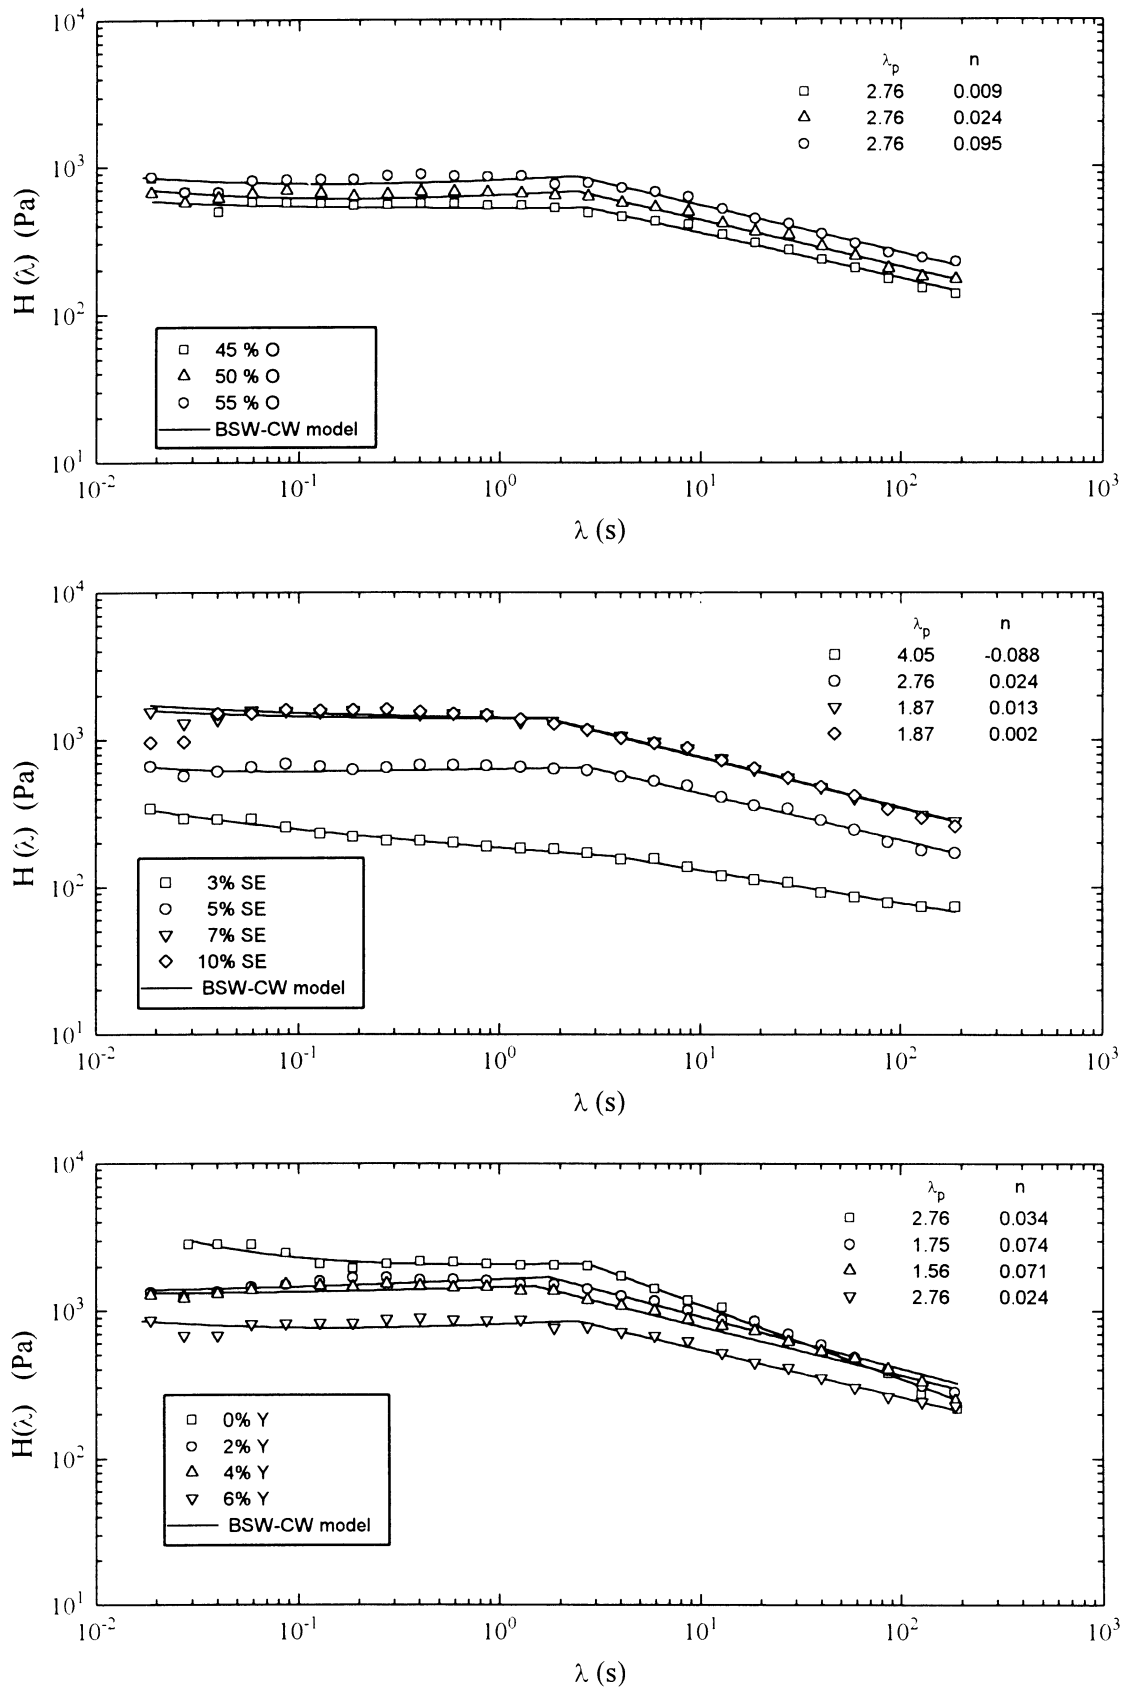 10^4
λp n
2.76 0.009
2.76 0.024
2.76 0.095
10^3
H (λ) (Pa)
10^2
45 % O
50 % O
55 % O
BSW-CW model
10^1
10^-2 10^-1 10^0 10^1 10^2 10^3
λ (s)
10^4
λp n
4.05 -0.088
2.76 0.024
1.87 0.013
1.87 0.002
10^3
H (λ) (Pa)
10^2
3% SE
5% SE
7% SE
10% SE
BSW-CW model
10^1
10^-2 10^-1 10^0 10^1 10^2 10^3
λ (s)
10^4
λp n
2.76 0.034
1.75 0.074
1.56 0.071
2.76 0.024
10^3
H(λ) (Pa)
10^2
0% Y
2% Y
4% Y
6% Y
BSW-CW model
10^1
10^-2 10^-1 10^0 10^1 10^2 10^3
λ (s)